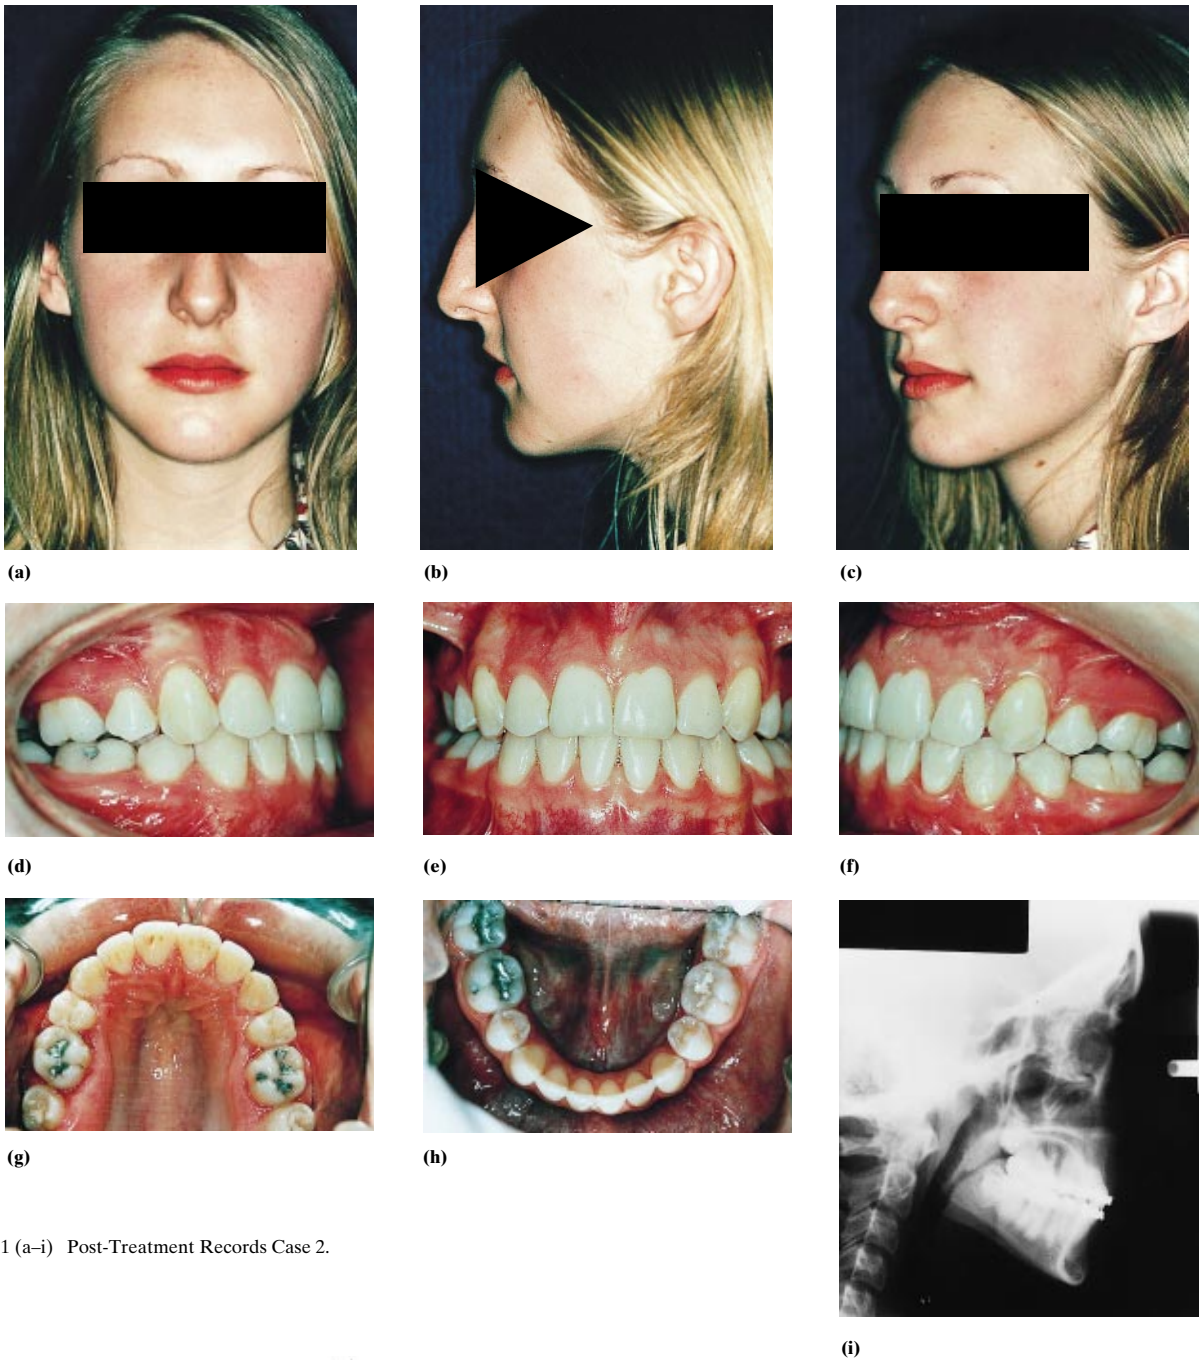 (a)
(b)
(c)
(d)
(e)
(f)
(g)
(h)
1 (a–i) Post-Treatment Records Case 2.
(i)